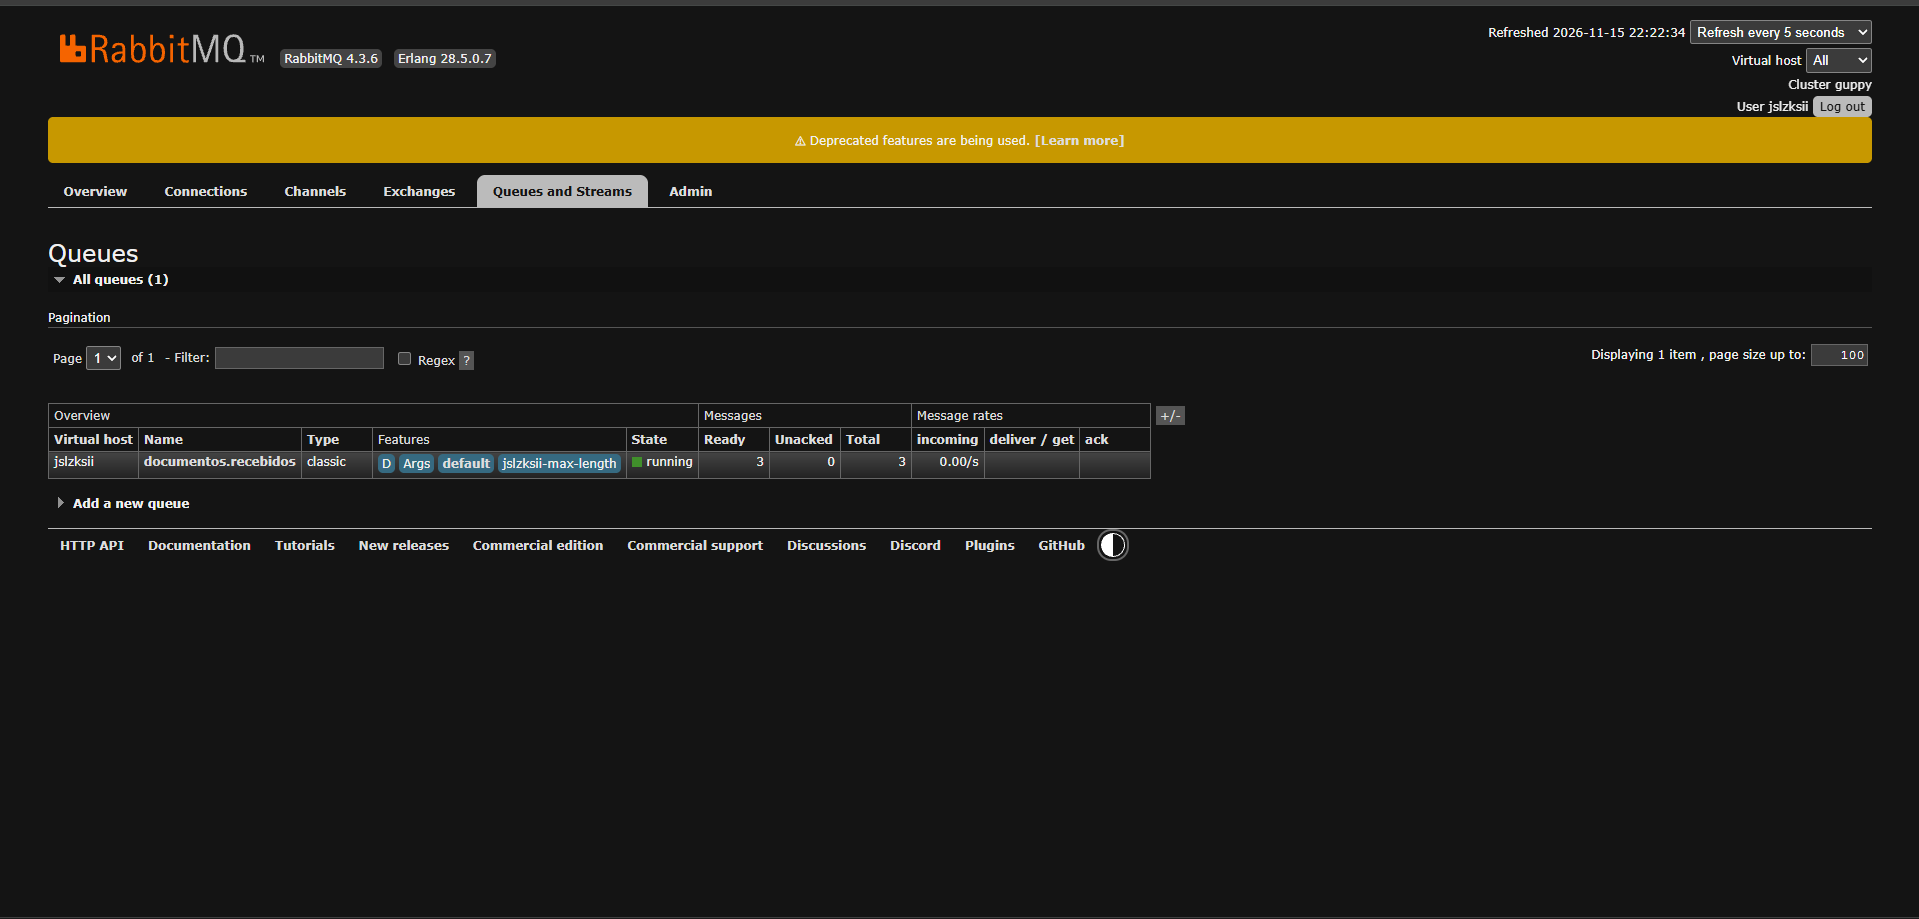 RabbitMQ TM RabbitMQ 4.3.6 Erlang 28.5.0.7
Refreshed 2026-11-15 22:22:34 Refresh every 5 seconds
Virtual host All
Cluster guppy
User jslzksii Log out
⚠ Deprecated features are being used. [Learn more]
Overview Connections Channels Exchanges Queues and Streams Admin
Queues
All queues (1)
Pagination
Page 1 of 1 - Filter: Regex ? Displaying 1 item , page size up to: 100
Overview Messages Message rates +/-
Virtual host Name Type Features State Ready Unacked Total incoming deliver / get ack
jslzksii documentos.recebidos classic D Args default jslzksii-max-length running 3 0 3 0.00/s
Add a new queue
HTTP API Documentation Tutorials New releases Commercial edition Commercial support Discussions Discord Plugins GitHub